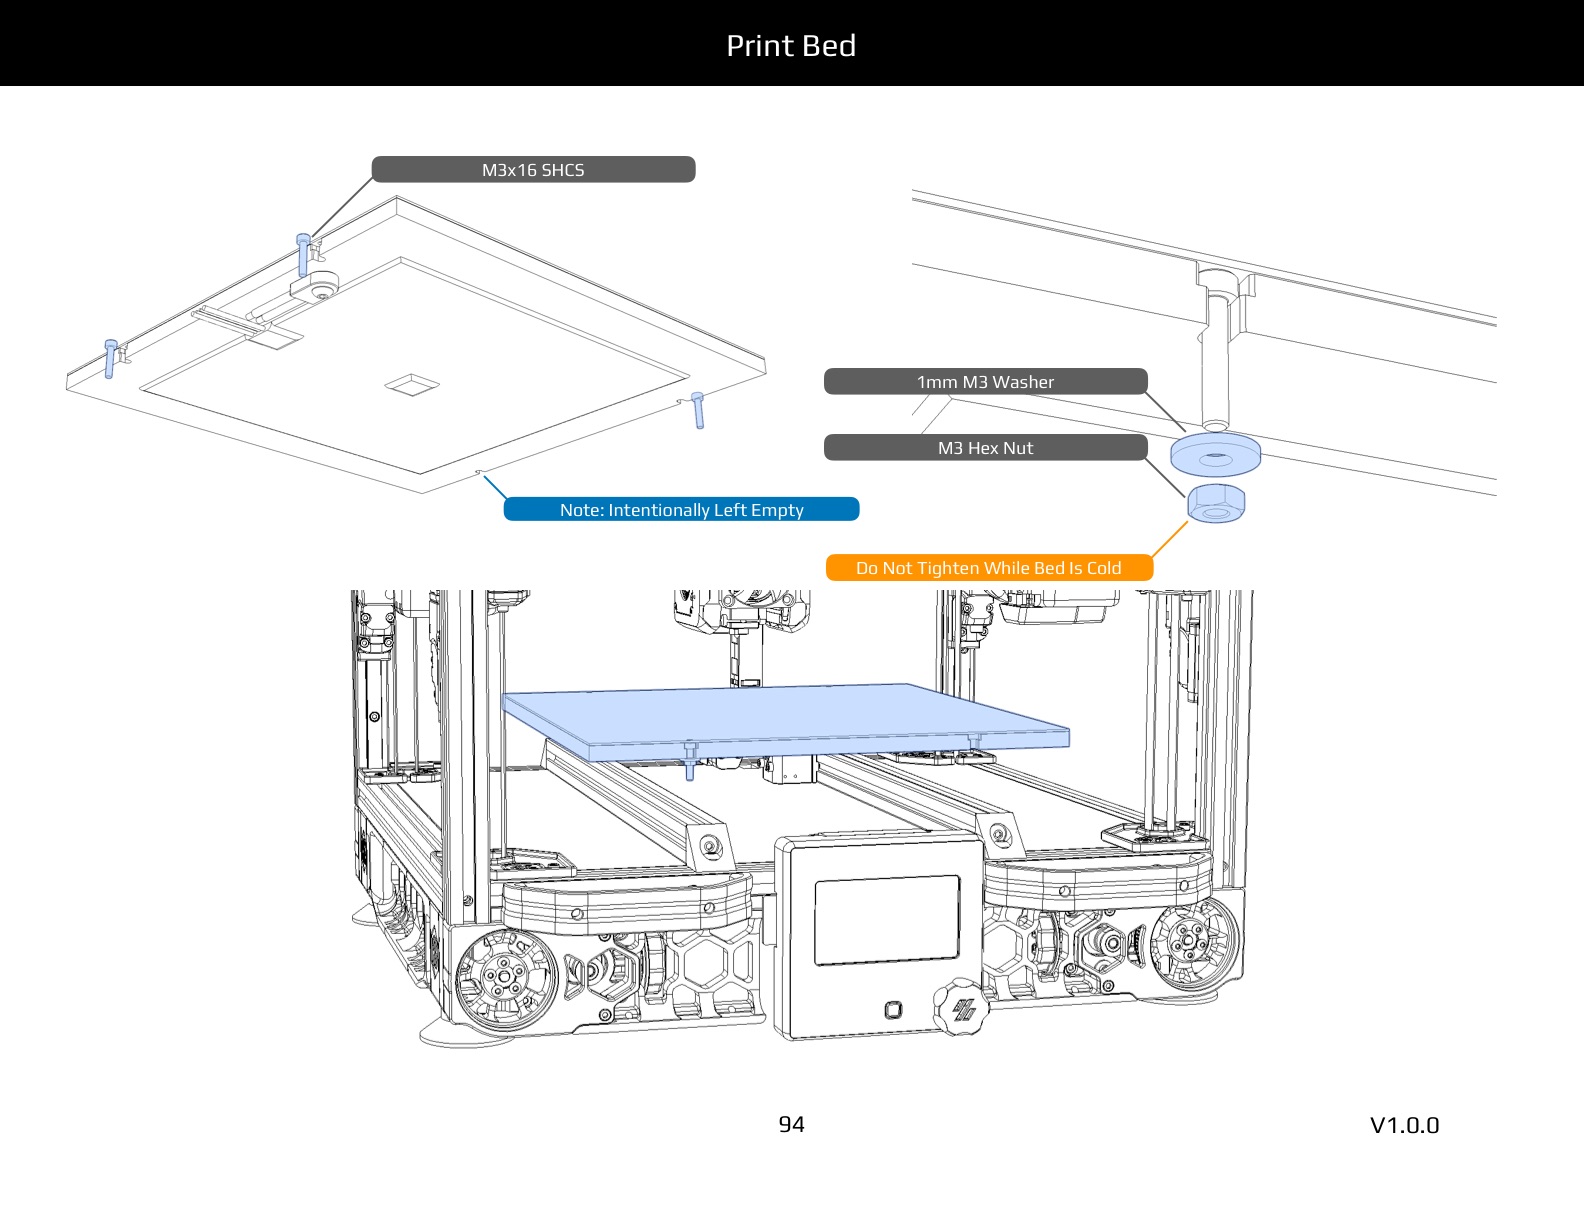 Print Bed
M3x16 SHCS
1mm M3 Washer
M3 Hex Nut
Note: Intentionally Left Empty
Do Not Tighten While Bed Is Cold
94
V1.0.0